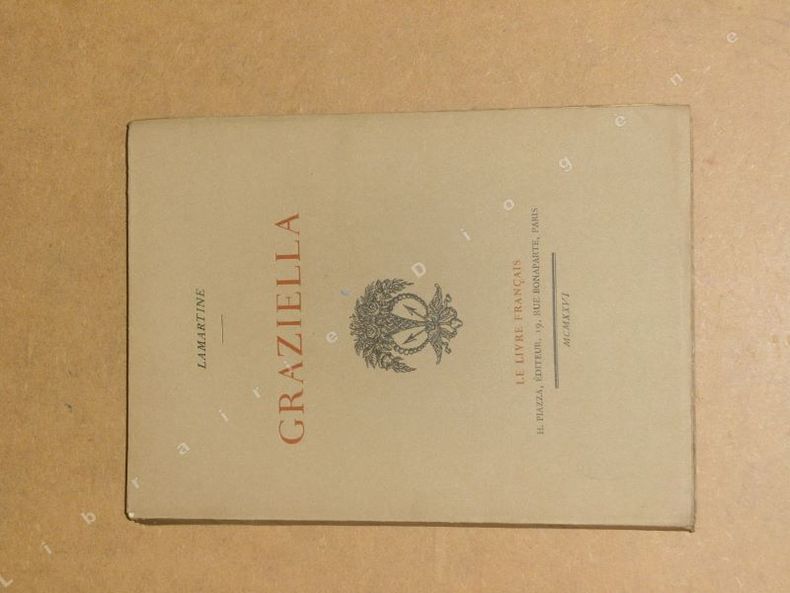 LAMARTINE
GRAZIELLA
LE LIVRE FRANÇAIS
H. PIAZZA, ÉDITEUR, 19, RUE BONAPARTE, PARIS
MCMXXVI
Librairie Diogene